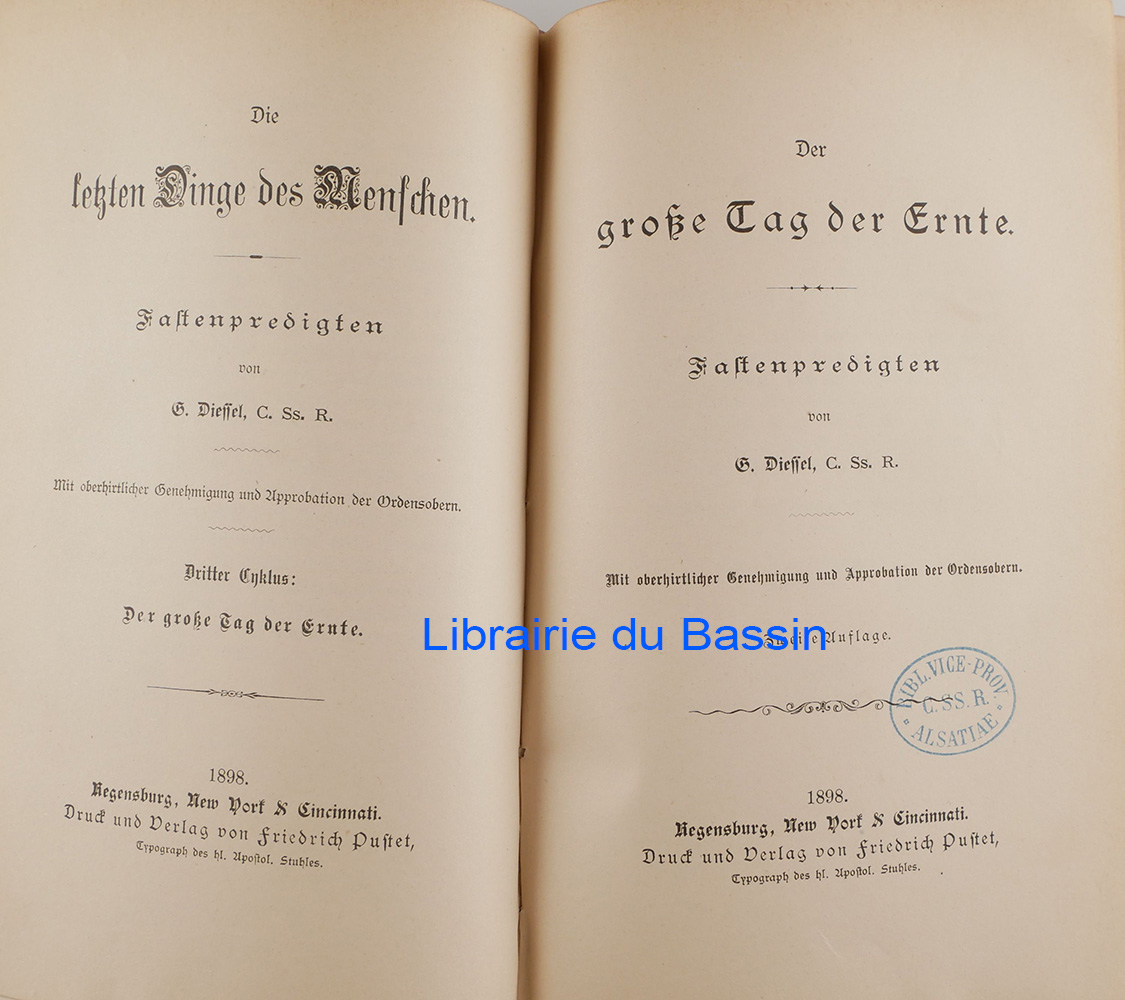 Die
letzten Dinge des Menschen.
Fastenpredigten
von
G. Diessel, C. Ss. R.
Mit oberhirtlicher Genehmigung und Approbation der Ordensobern.
Dritter Cyklus:
Der große Tag der Ernte.
1898.
Regensburg, New York & Cincinnati.
Druck und Verlag von Friedrich Pustet,
Typograph des hl. Apostol. Stuhles.
Der
große Tag der Ernte.
Fastenpredigten
von
G. Diessel, C. Ss. R.
Mit oberhirtlicher Genehmigung und Approbation der Ordensobern.
Zweite Auflage.
Librairie du Bassin
BIBL. VICE-PROV.
C. SS. R.
ALSATIAE
1898.
Regensburg, New York & Cincinnati.
Druck und Verlag von Friedrich Pustet,
Typograph des hl. Apostol. Stuhles.